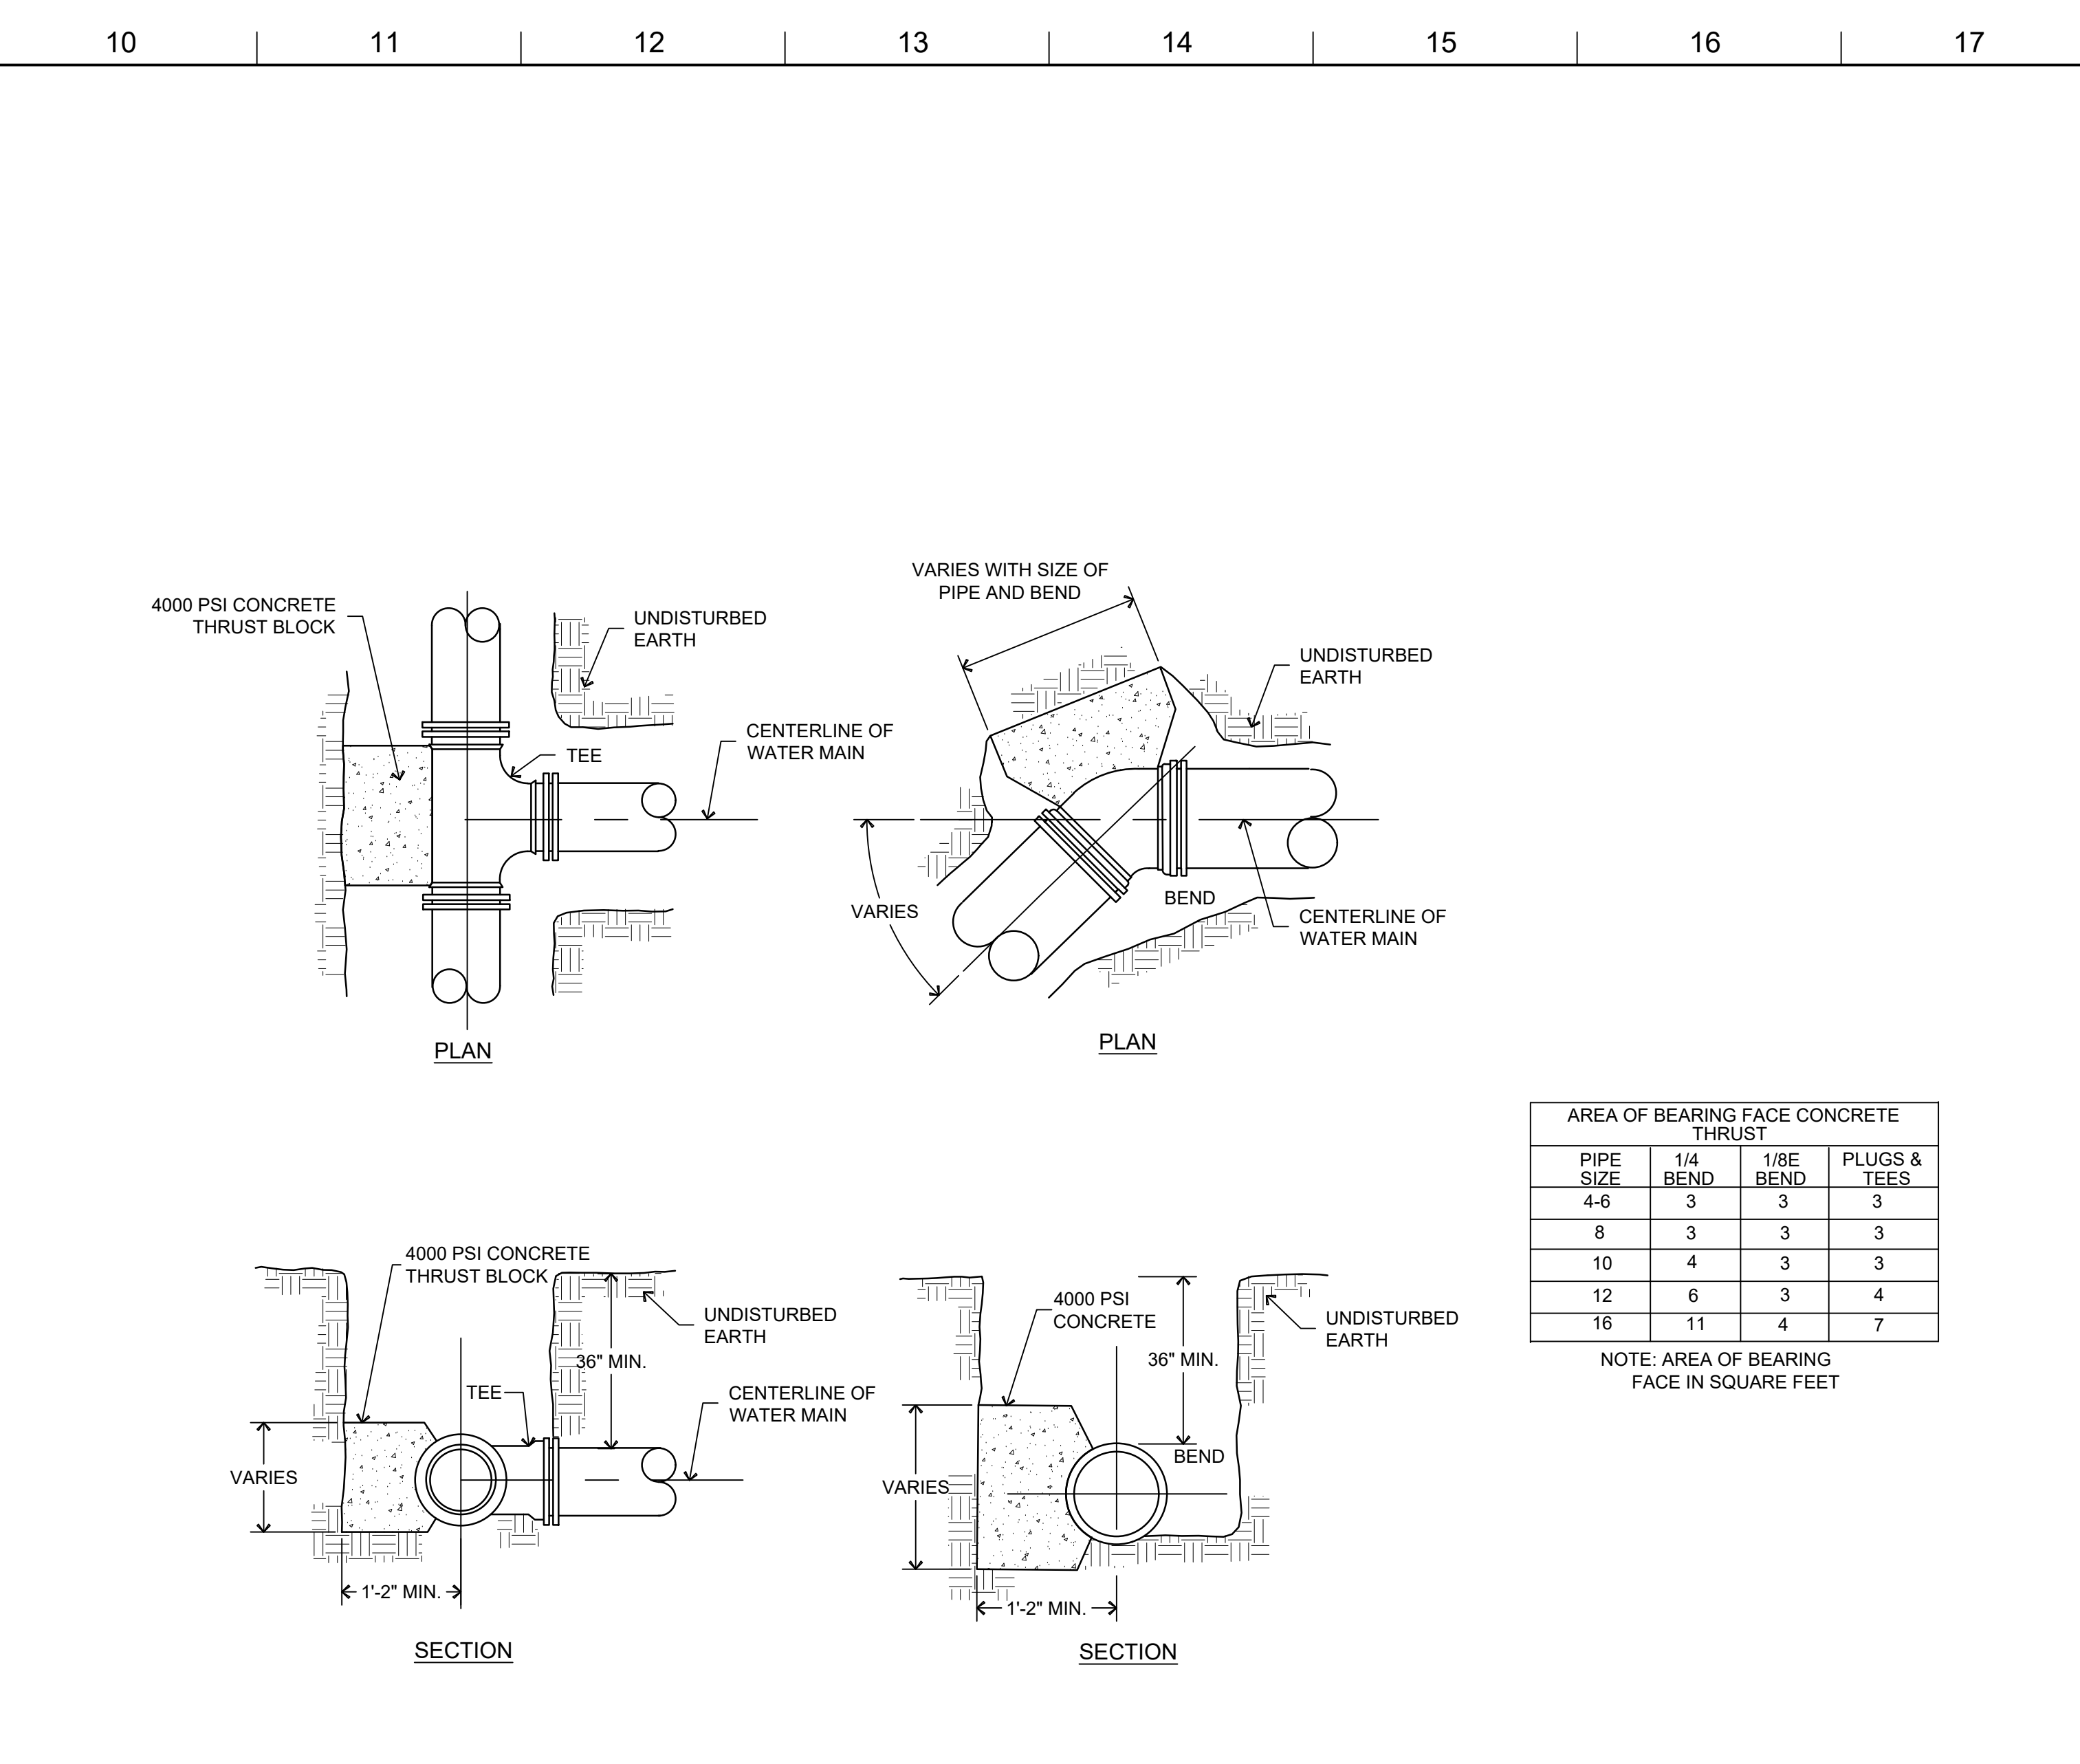 10 11 12 13 14 15 16 17
4000 PSI CONCRETE
THRUST BLOCK
UNDISTURBED
EARTH
TEE
CENTERLINE OF
WATER MAIN
PLAN
VARIES WITH SIZE OF
PIPE AND BEND
UNDISTURBED
EARTH
VARIES
BEND
CENTERLINE OF
WATER MAIN
PLAN
AREA OF BEARING FACE CONCRETE
THRUST
PIPE SIZE 1/4 BEND 1/8E BEND PLUGS & TEES
4-6 3 3 3
8 3 3 3
10 4 3 3
12 6 3 4
16 11 4 7
NOTE: AREA OF BEARING
FACE IN SQUARE FEET
4000 PSI CONCRETE
THRUST BLOCK
UNDISTURBED
EARTH
36" MIN.
TEE
CENTERLINE OF
WATER MAIN
VARIES
1'-2" MIN.
SECTION
4000 PSI
CONCRETE
36" MIN.
UNDISTURBED
EARTH
BEND
VARIES
1'-2" MIN.
SECTION